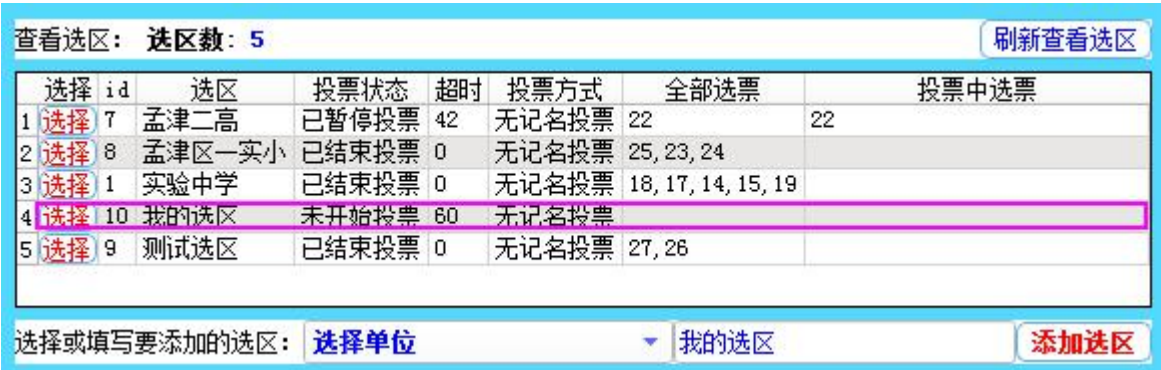 查看选区： 选区数: 5 刷新查看选区
选择 id 选区 投票状态 超时 投票方式 全部选票 投票中选票
1 选择 7 孟津二高 已暂停投票 42 无记名投票 22 22
2 选择 8 孟津区一实小 已结束投票 0 无记名投票 25, 23, 24
3 选择 1 实验中学 已结束投票 0 无记名投票 18, 17, 14, 15, 19
4 选择 10 我的选区 未开始投票 60 无记名投票
5 选择 9 测试选区 已结束投票 0 无记名投票 27, 26
选择或填写要添加的选区： 选择单位 我的选区 添加选区